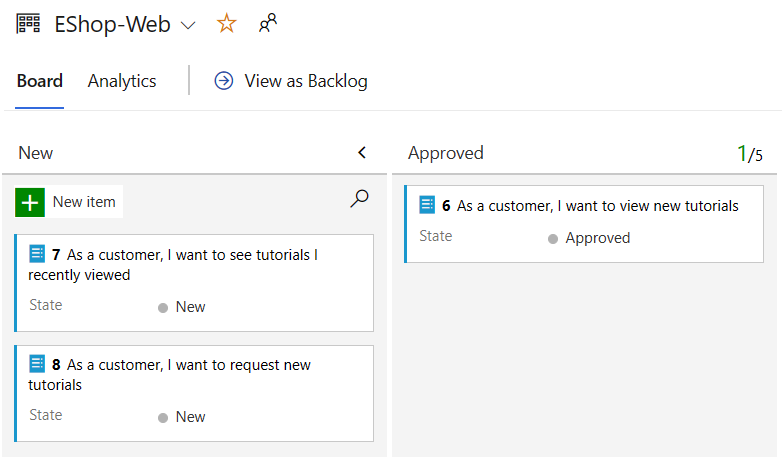 EShop-Web
Board Analytics View as Backlog
New
New item
7 As a customer, I want to see tutorials I
recently viewed
State New
8 As a customer, I want to request new
tutorials
State New
Approved 1/5
6 As a customer, I want to view new tutorials
State Approved